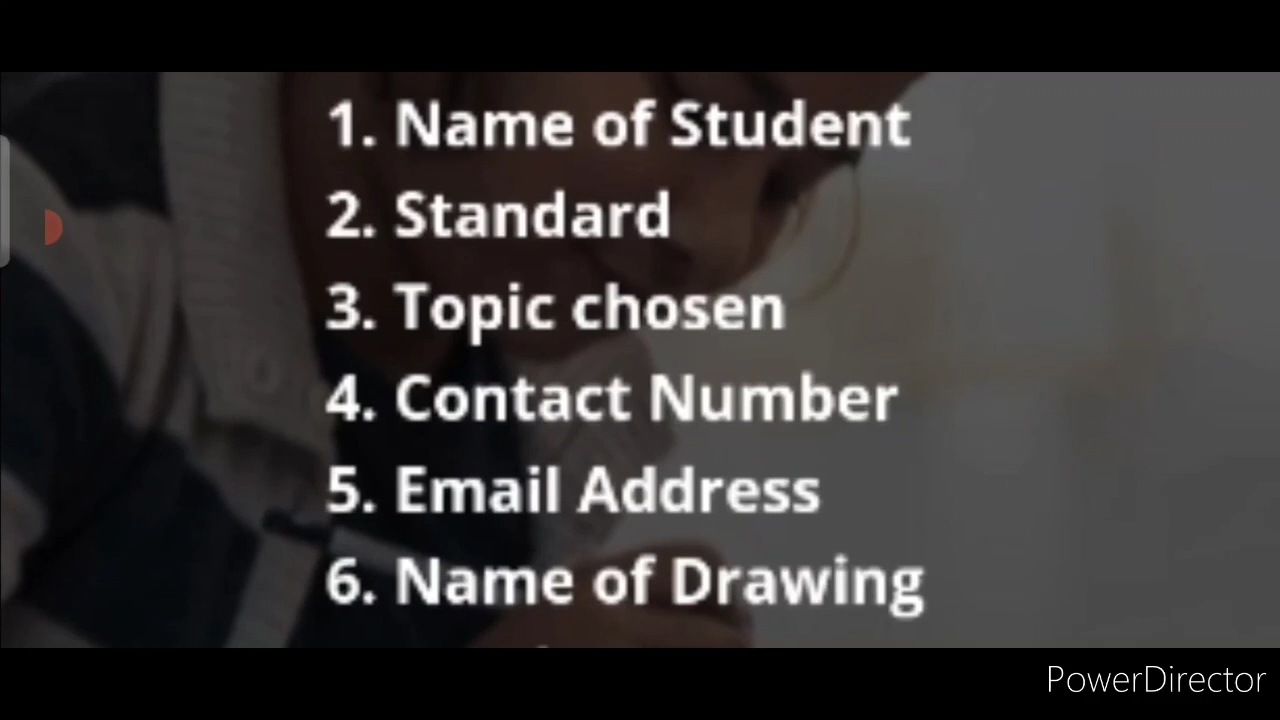 1. Name of Student
2. Standard
3. Topic chosen
4. Contact Number
5. Email Address
6. Name of Drawing
PowerDirector